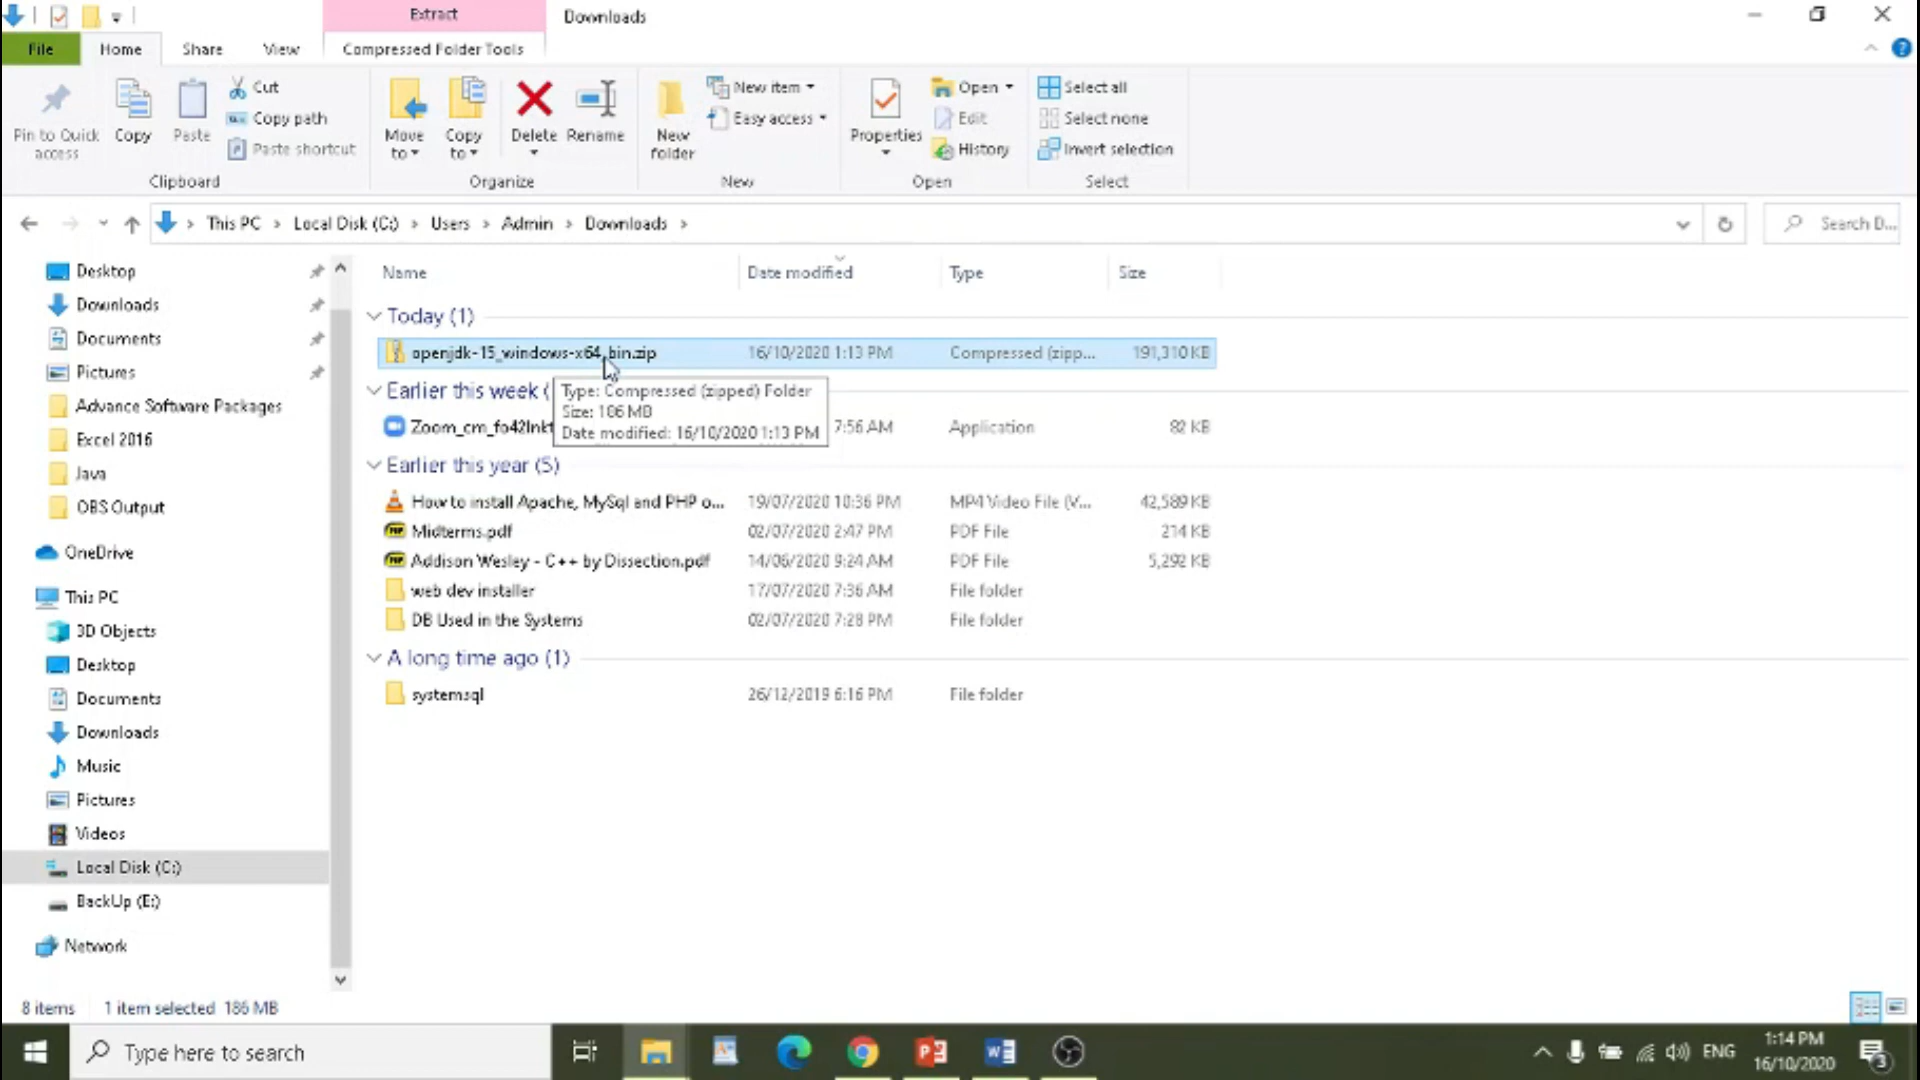 Extract
Downloads
File
Home
Share
View
Compressed Folder Tools
Pin to Quick access
Copy
Paste
Cut
Copy path
Paste shortcut
Clipboard
Move to
Copy to
Delete
Rename
Organize
New folder
New item
Easy access
New
Properties
Open
Edit
History
Open
Select all
Select none
Invert selection
Select
This PC > Local Disk (C:) > Users > Admin > Downloads >
Search D...
Desktop
Downloads
Documents
Pictures
Advance Software Packages
Excel 2016
Java
OBS Output
OneDrive
This PC
3D Objects
Desktop
Documents
Downloads
Music
Pictures
Videos
Local Disk (C:)
BackUp (E:)
Network
Name Date modified Type Size
Today (1)
openjdk-15_windows-x64_bin.zip 16/10/2020 1:13 PM Compressed (zipp... 191,310 KB
Earlier this week (
Type: Compressed (zipped) Folder
Size: 186 MB
Date modified: 16/10/2020 1:13 PM
7:56 AM Application 82 KB
Earlier this year (5)
How to install Apache, MySql and PHP o... 19/07/2020 10:36 PM MP4 Video File (V... 42,589 KB
Midterms.pdf 02/07/2020 2:47 PM PDF File 214 KB
Addison Wesley - C++ by Dissection.pdf 14/06/2020 9:24 AM PDF File 5,292 KB
web dev installer 17/07/2020 7:36 AM File folder
DB Used in the Systems 02/07/2020 7:28 PM File folder
A long time ago (1)
systemsql 26/12/2019 6:16 PM File folder
8 items 1 item selected 186 MB
Type here to search
ENG
1:14 PM
16/10/2020
3